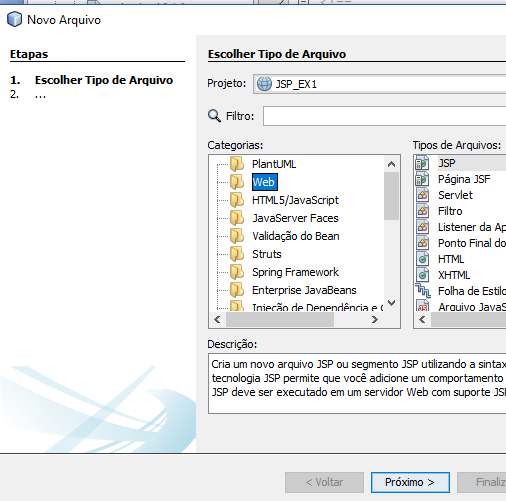 Novo Arquivo
Etapas
1. Escolher Tipo de Arquivo
2. ...
Escolher Tipo de Arquivo
Projeto: JSP_EX1
Filtro:
Categorias:
PlantUML
Web
HTML5/JavaScript
JavaServer Faces
Validação do Bean
Struts
Spring Framework
Enterprise JavaBeans
Injeção de Dependência e C
Tipos de Arquivos:
JSP
Página JSF
Servlet
Filtro
Listener da Ap
Ponto Final do
HTML
XHTML
Folha de Estilo
Arquivo JavaS
Descrição:
Cria um novo arquivo JSP ou segmento JSP utilizando a sintax
tecnologia JSP permite que você adicione um comportamento
JSP deve ser executado em um servidor Web com suporte JSP
< Voltar
Próximo >
Finaliz